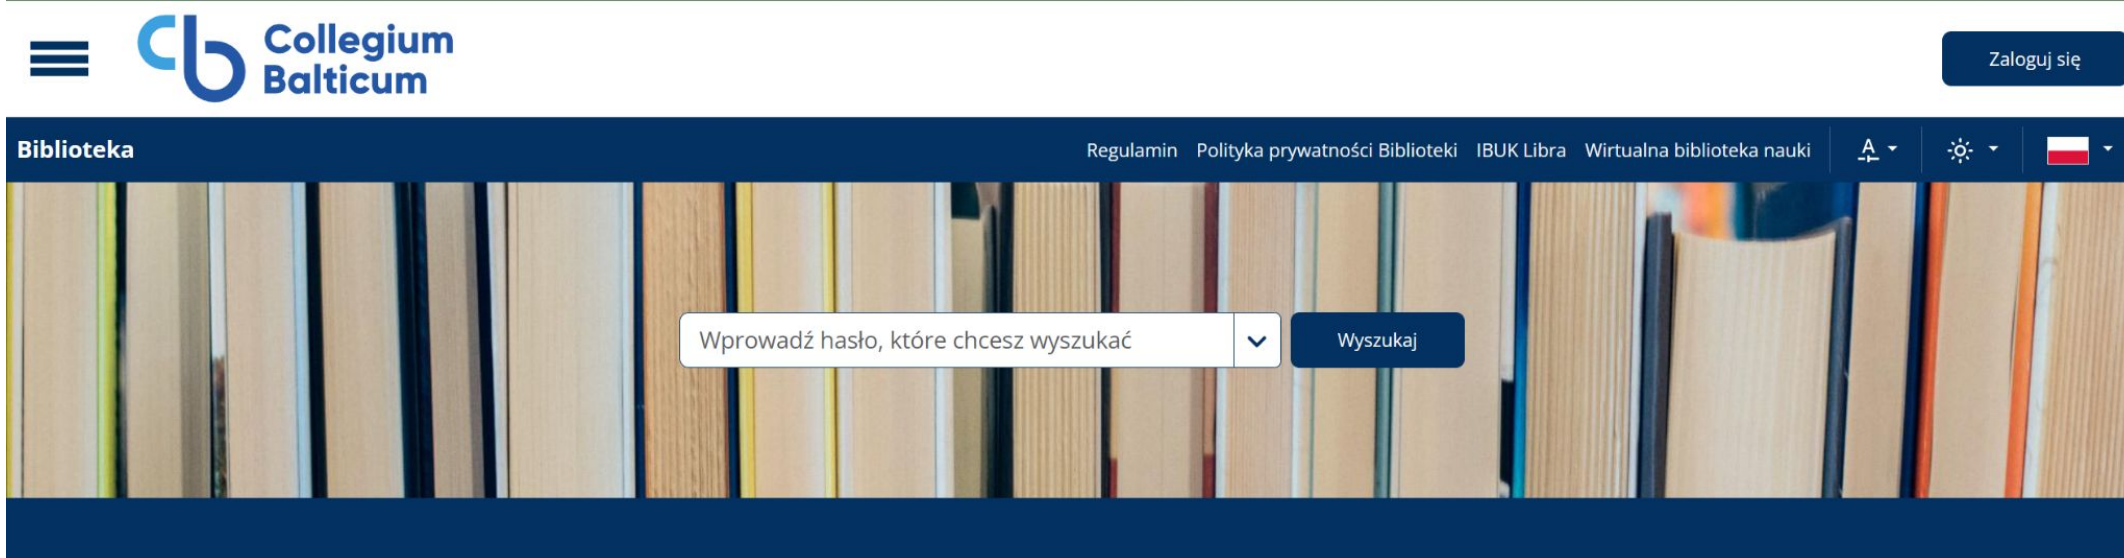 Collegium
Balticum
Zaloguj się
Biblioteka
Regulamin Polityka prywatności Biblioteki IBUK Libra Wirtualna biblioteka nauki A
Wprowadź hasło, które chcesz wyszukać
Wyszukaj